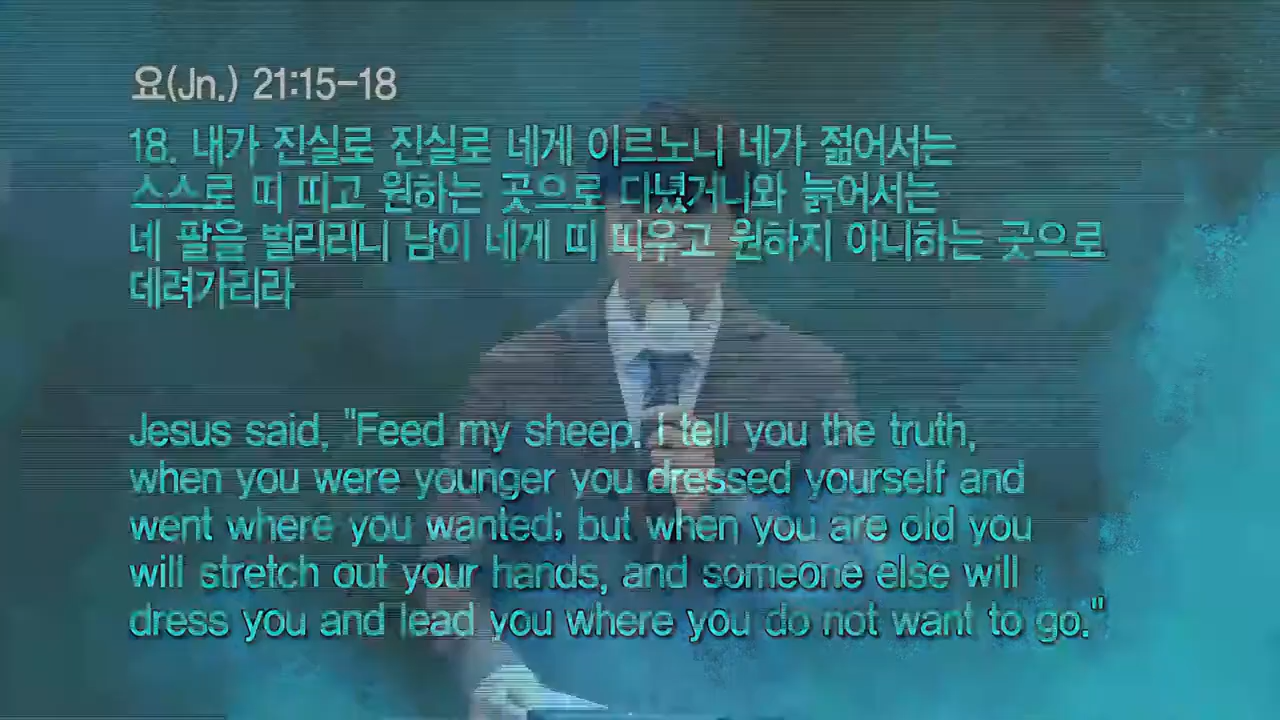 요(Jn.) 21:15-18
18. 내가 진실로 진실로 네게 이르노니 네가 젊어서는
스스로 띠 띠고 원하는 곳으로 다녔거니와 늙어서는
네 팔을 벌리리니 남이 네게 띠 띠우고 원하지 아니하는 곳으로
데려가리라
Jesus said, "Feed my sheep. I tell you the truth,
when you were younger you dressed yourself and
went where you wanted; but when you are old you
will stretch out your hands, and someone else will
dress you and lead you where you do not want to go."